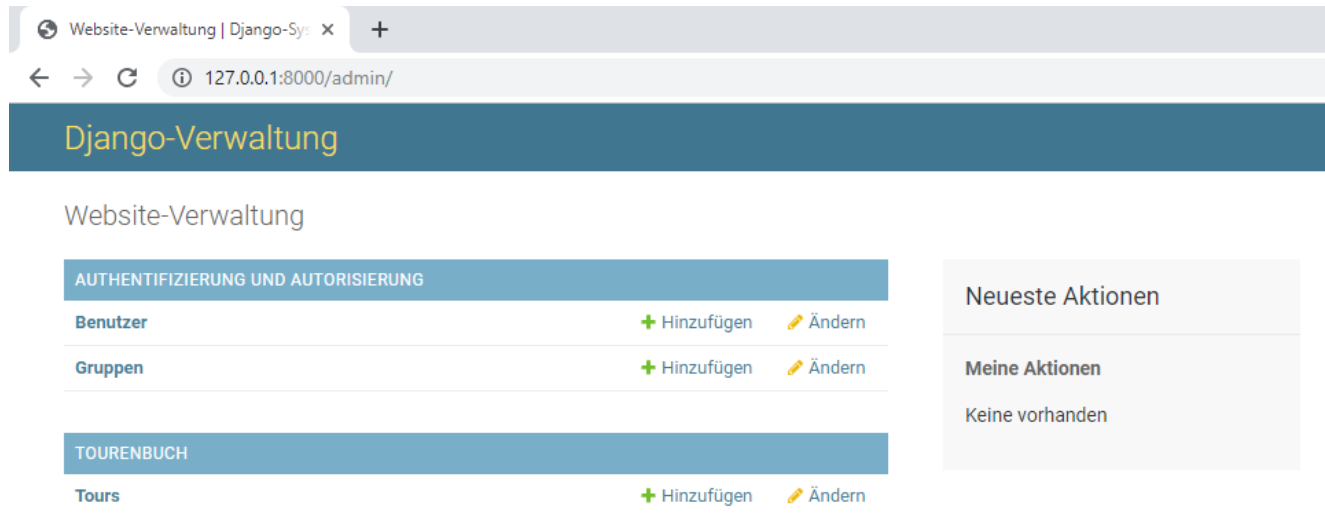 Website-Verwaltung | Django-Sys
127.0.0.1:8000/admin/
Django-Verwaltung
Website-Verwaltung
AUTHENTIFIZIERUNG UND AUTORISIERUNG
Benutzer Hinzufügen Ändern
Gruppen Hinzufügen Ändern
TOURENBUCH
Tours Hinzufügen Ändern
Neueste Aktionen
Meine Aktionen
Keine vorhanden